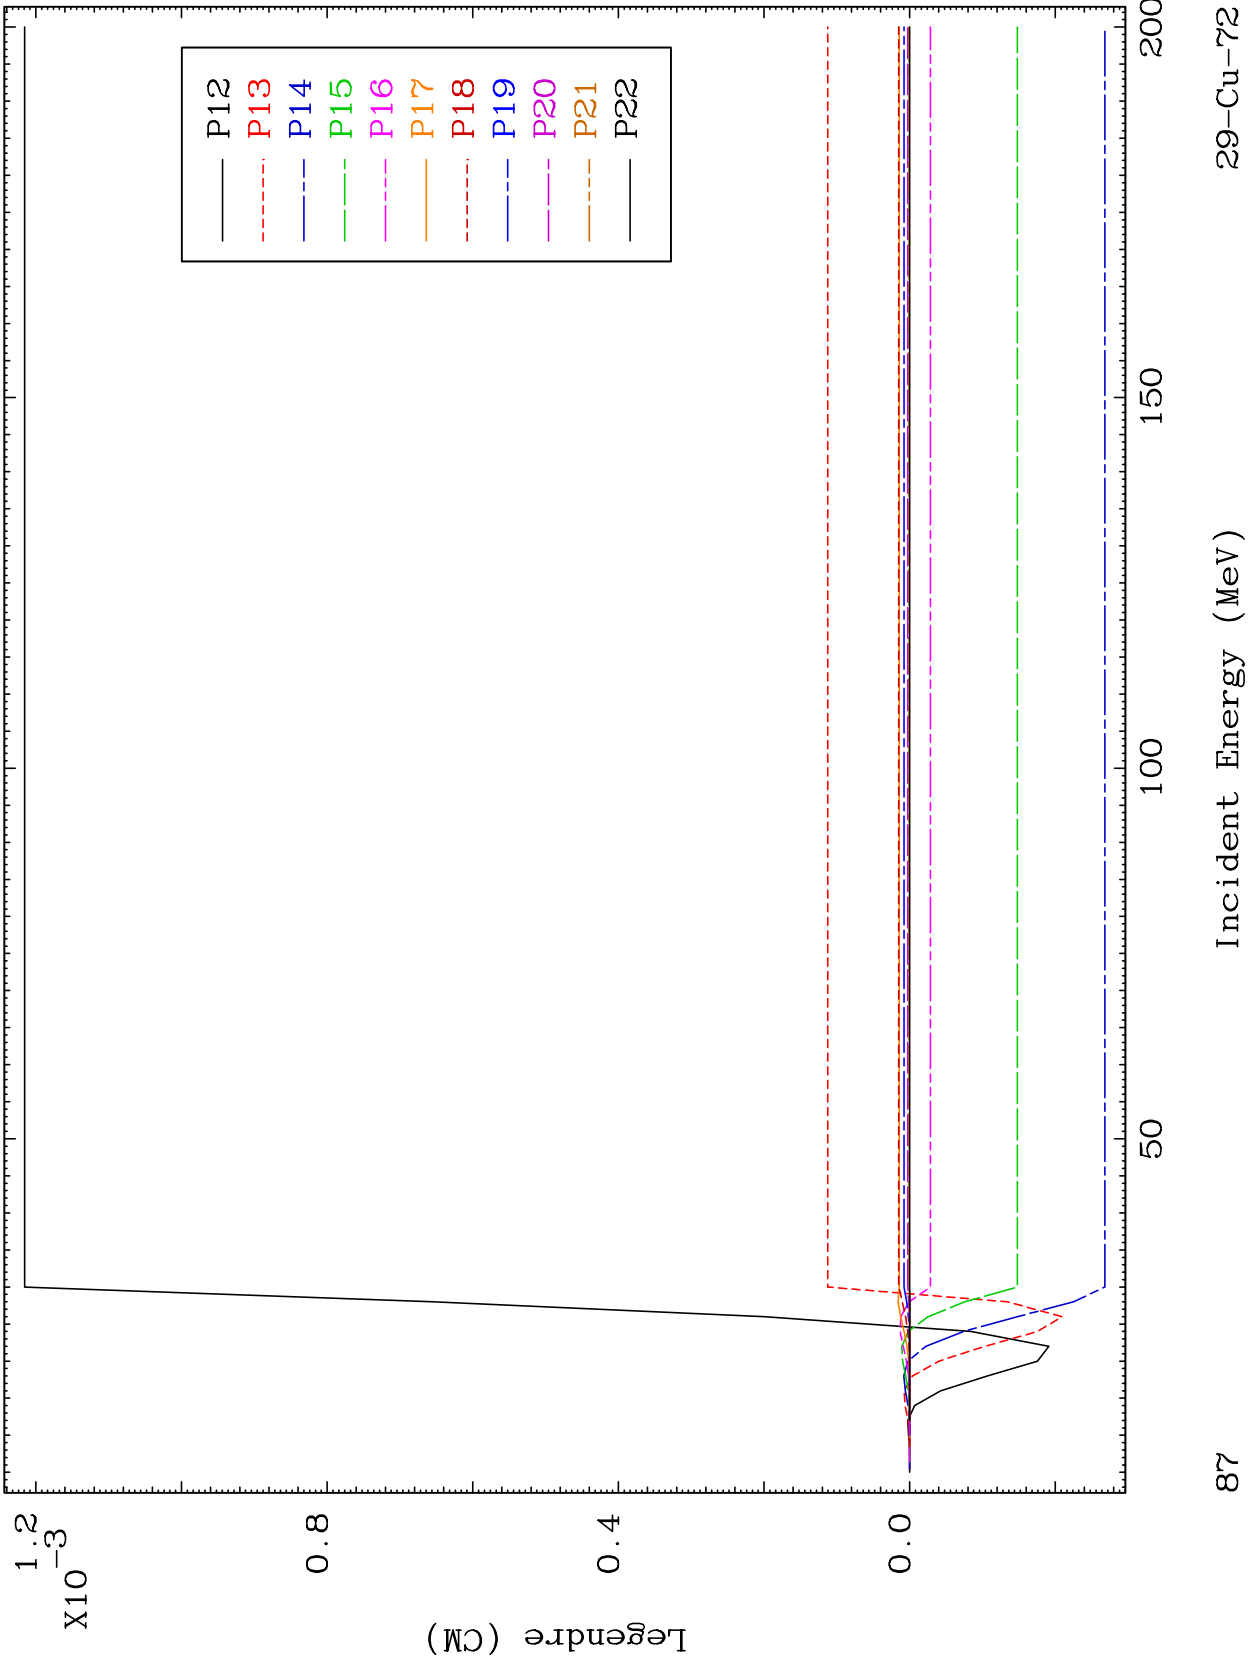 P12
P13
P14
P15
P16
P17
P18
P19
P20
P21
P22
1.2
X10
-3
0.8
0.4
0.0
Legendre (CM)
50
100
150
200
Incident Energy (MeV)
87
29-Cu-72